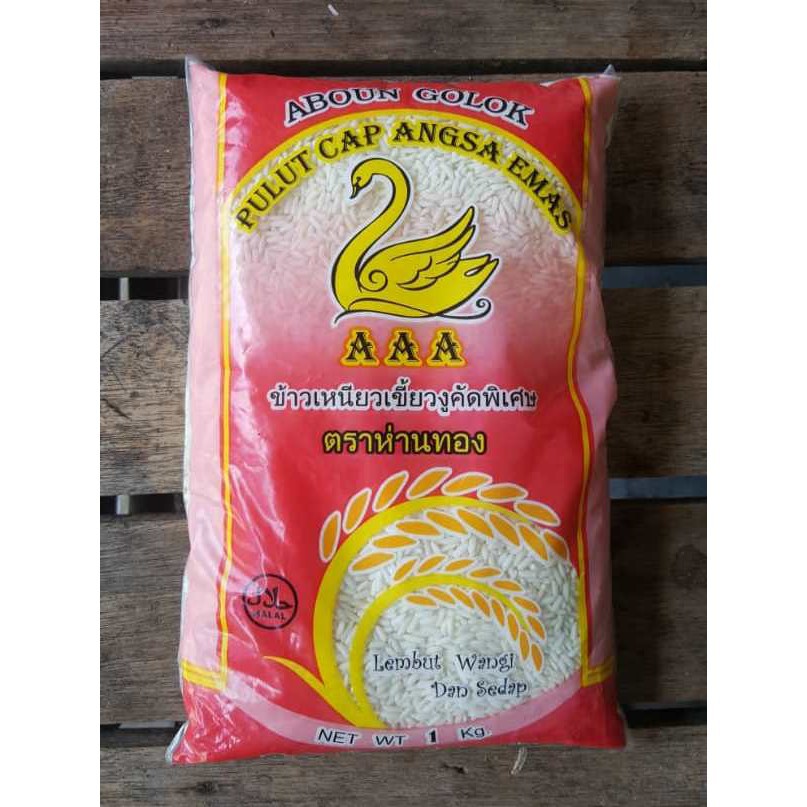 ABOUN GOLOK
PULUT CAP ANGSA EMAS
AAA
ข้าวเหนียวเขี้ยวงูคัดพิเศษ
ตราห่านทอง
حلال
HALAL
Lembut Wangi
Dan Sedap
NET WT 1 Kg.